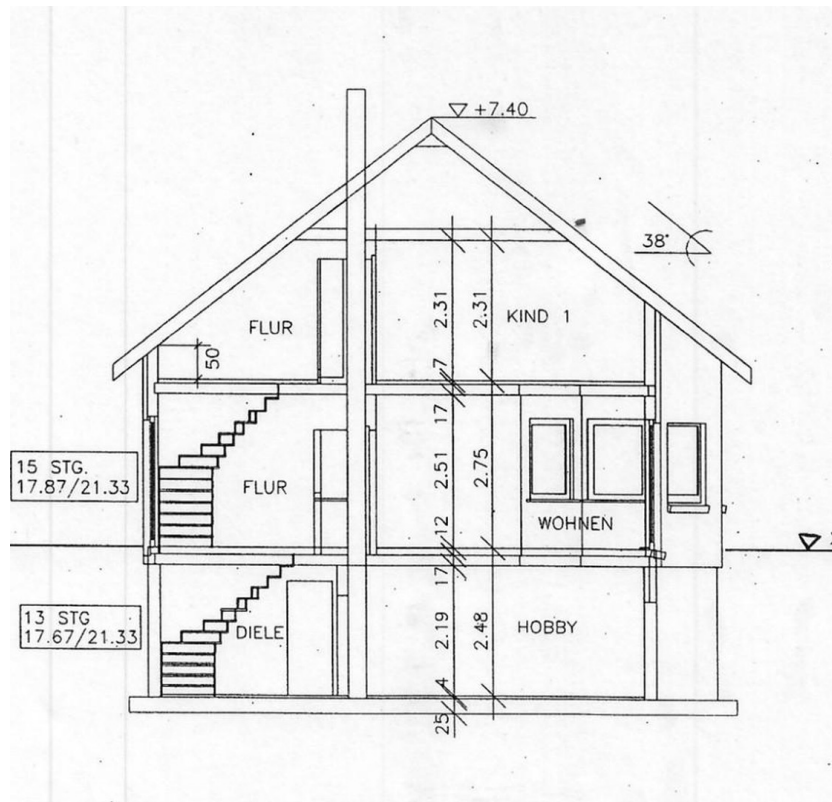 +7.40
38°
2.31
2.31
KIND 1
FLUR
50
7
17
15 STG.
17.87/21.33
2.51
2.75
FLUR
WOHNEN
12
17
13 STG
17.67/21.33
2.19
2.48
DIELE
HOBBY
4
25